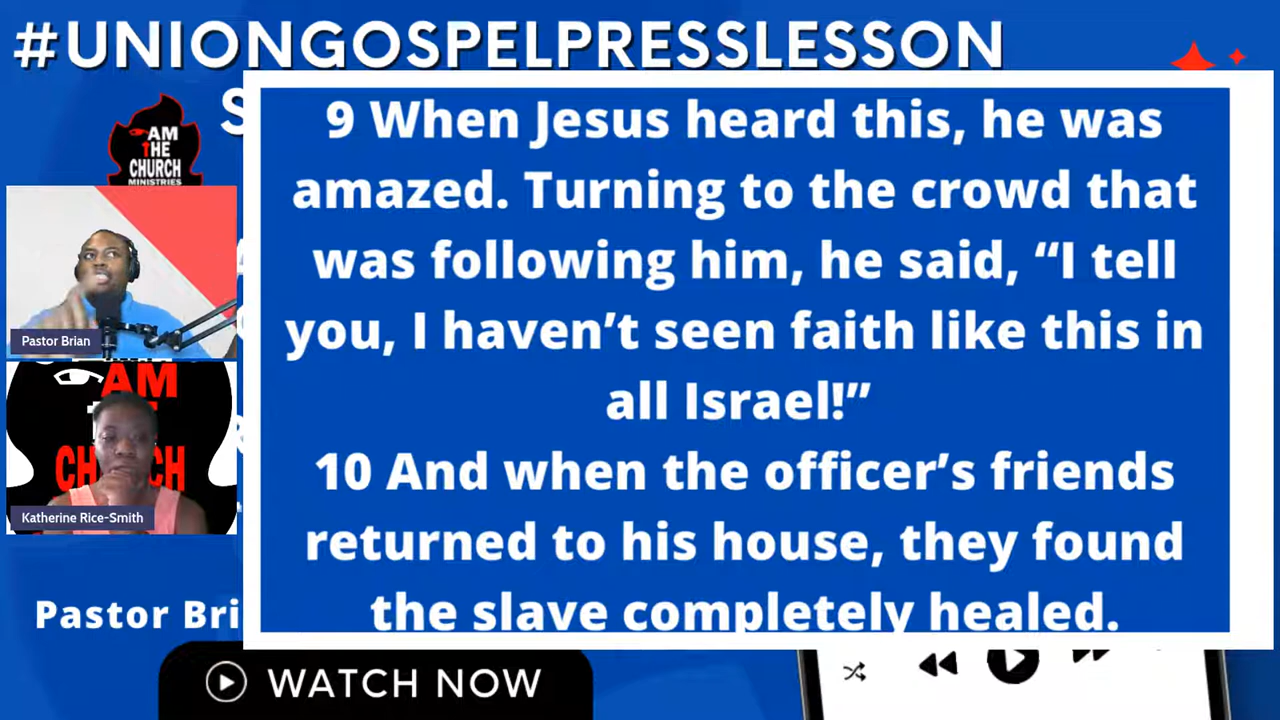 #UNIONGOSPELPRESSLESSON
S
AM
THE
CHURCH
MINISTRIES
9 When Jesus heard this, he was
amazed. Turning to the crowd that
was following him, he said, “I tell
you, I haven’t seen faith like this in
all Israel!”
10 And when the officer’s friends
returned to his house, they found
the slave completely healed.
Pastor Brian
AM
CH CH
Katherine Rice-Smith
Pastor Bri
WATCH NOW